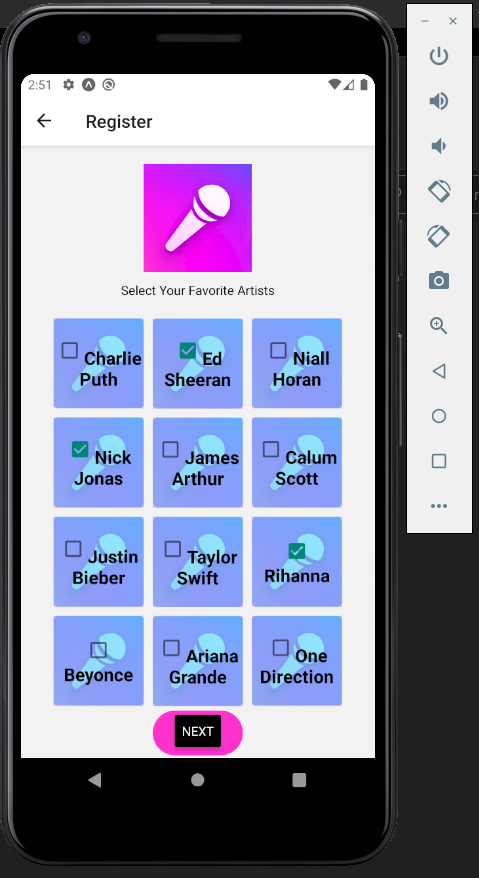 2:51
Register
Select Your Favorite Artists
Charlie
Puth
Ed
Sheeran
Niall
Horan
Nick
Jonas
James
Arthur
Calum
Scott
Justin
Bieber
Taylor
Swift
Rihanna
Beyonce
Ariana
Grande
One
Direction
NEXT